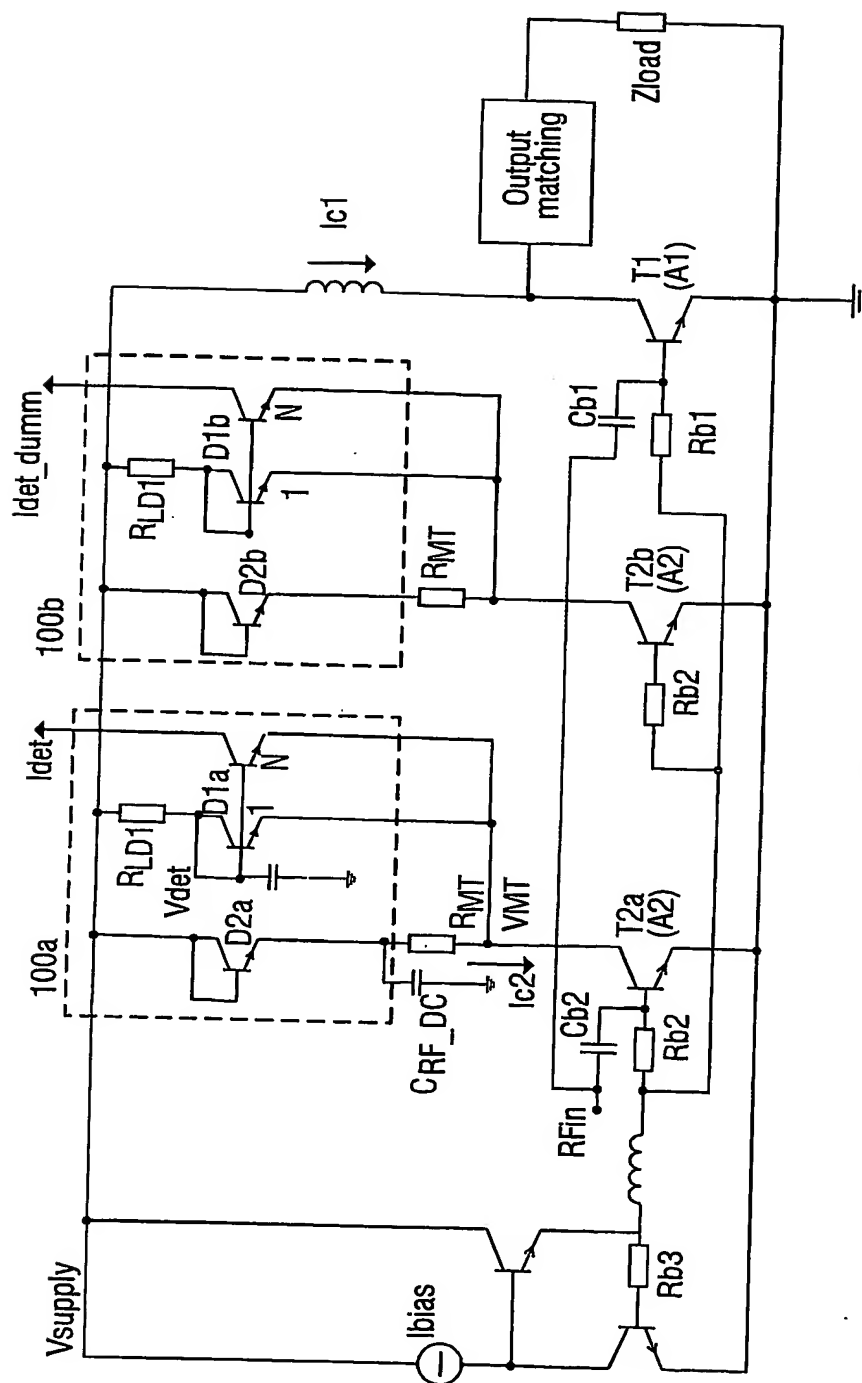 Vsupply
Ibias
Rb3
100a
Idet
RLD1
D1a
Vdet
1
N
D2a
CRF_DC
RMT
VMT
Ic2
RFin
Cb2
Rb2
T2a
(A2)
100b
Idet_dumm
RLD1
D1b
1
N
D2b
RMT
Rb2
T2b
(A2)
Ic1
Cb1
Rb1
T1
(A1)
Output
matching
Zload